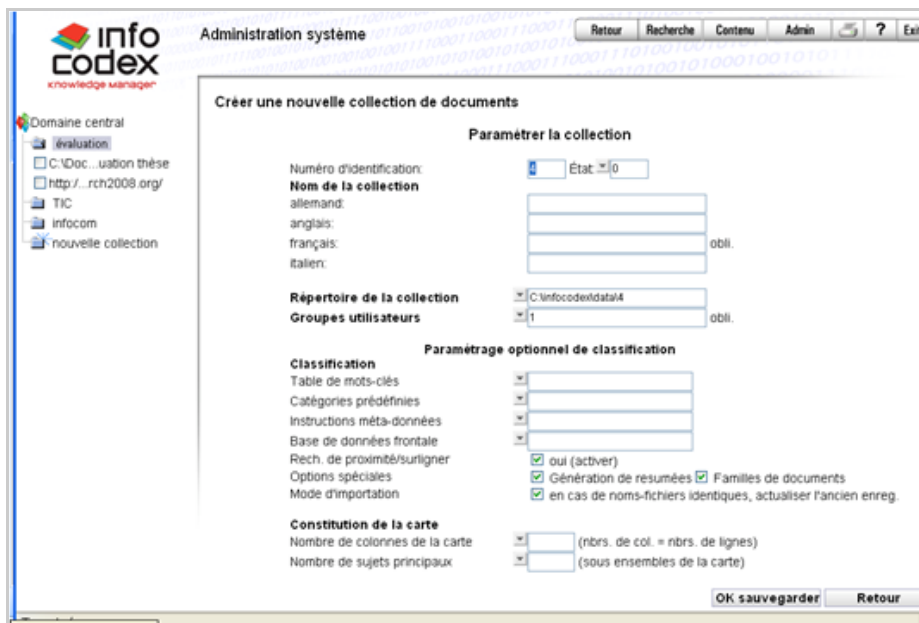 info
codex
knowledge manager
Administration système
Retour Recherche Contenu Admin ? Exi
Domaine central
évaluation
C:\Doc...uation thèse
http:/...rch2008.org/
TIC
infocom
nouvelle collection
Créer une nouvelle collection de documents
Paramétrer la collection
Numéro d'identification: 4 État 0
Nom de la collection
allemand:
anglais:
français: obli.
italien:
Répertoire de la collection C:\infocodex\data\4
Groupes utilisateurs 1 obli.
Paramétrage optionnel de classification
Classification
Table de mots-clés
Catégories prédéfinies
Instructions méta-données
Base de données frontale
Rech. de proximité/surligner oui (activer)
Options spéciales Génération de resumées Familles de documents
Mode d'importation en cas de noms-fichiers identiques, actualiser l'ancien enreg.
Constitution de la carte
Nombre de colonnes de la carte (nbrs. de col. = nbrs. de lignes)
Nombre de sujets principaux (sous ensembles de la carte)
OK sauvegarder Retour